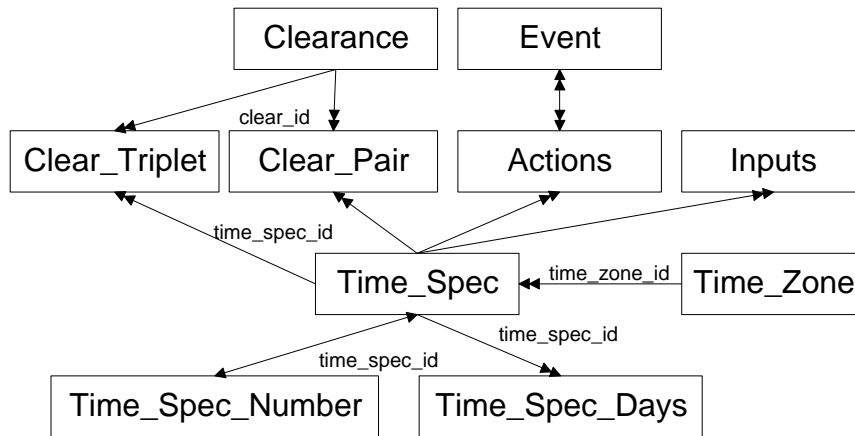 Clearance
Event
clear_id
Clear_Triplet
Clear_Pair
Actions
Inputs
time_spec_id
Time_Spec
time_zone_id
Time_Zone
time_spec_id
time_spec_id
Time_Spec_Number
Time_Spec_Days